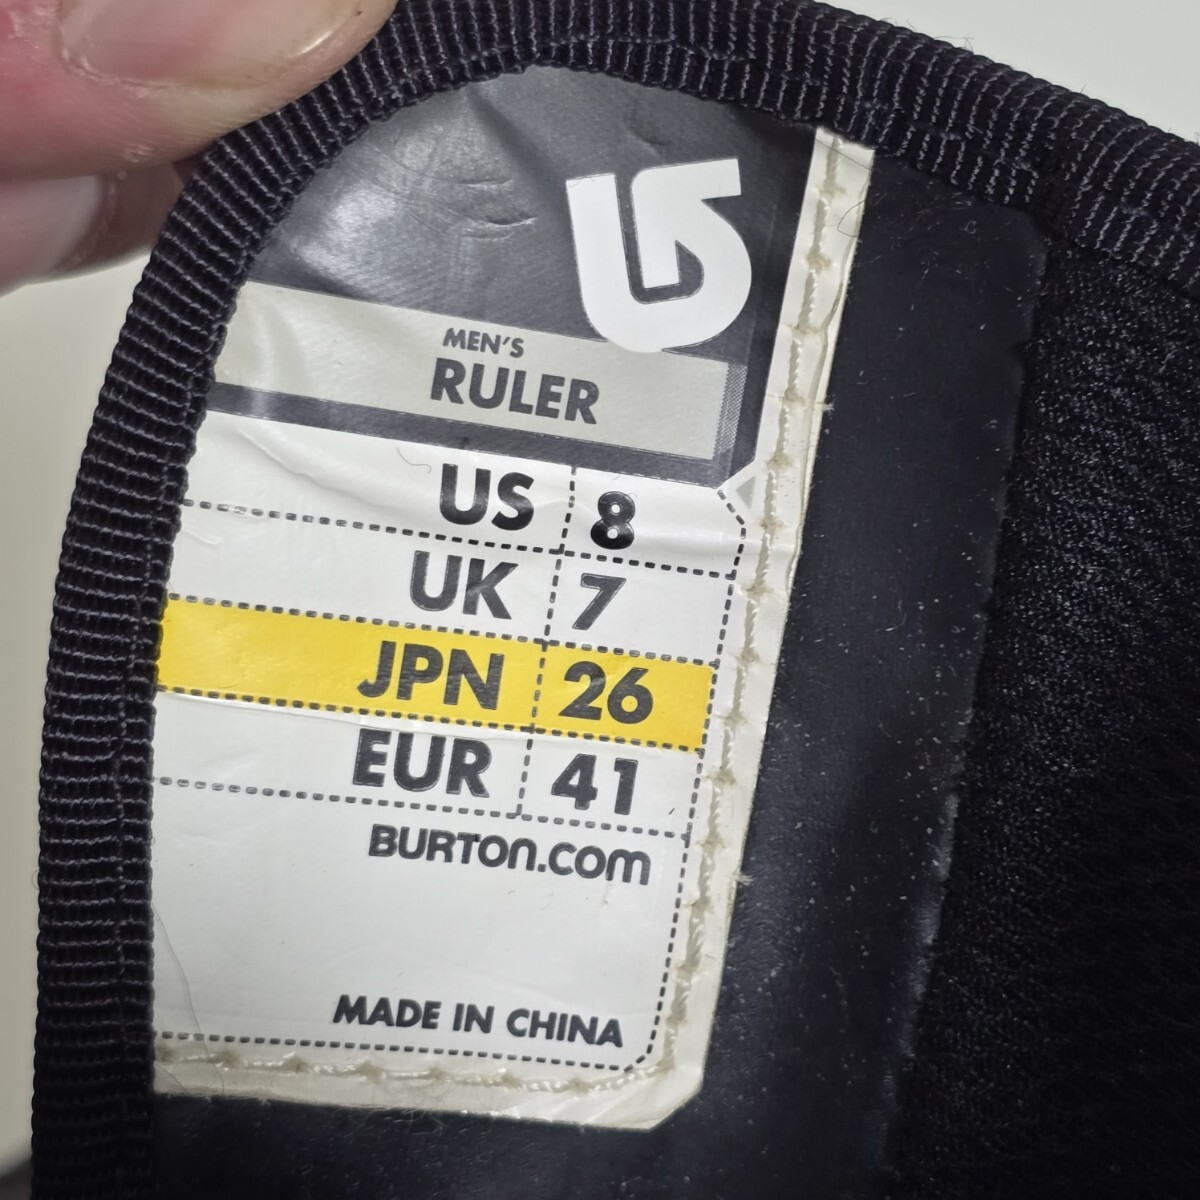 MEN'S
RULER
US 8
UK 7
JPN 26
EUR 41
BURTON.COM
MADE IN CHINA